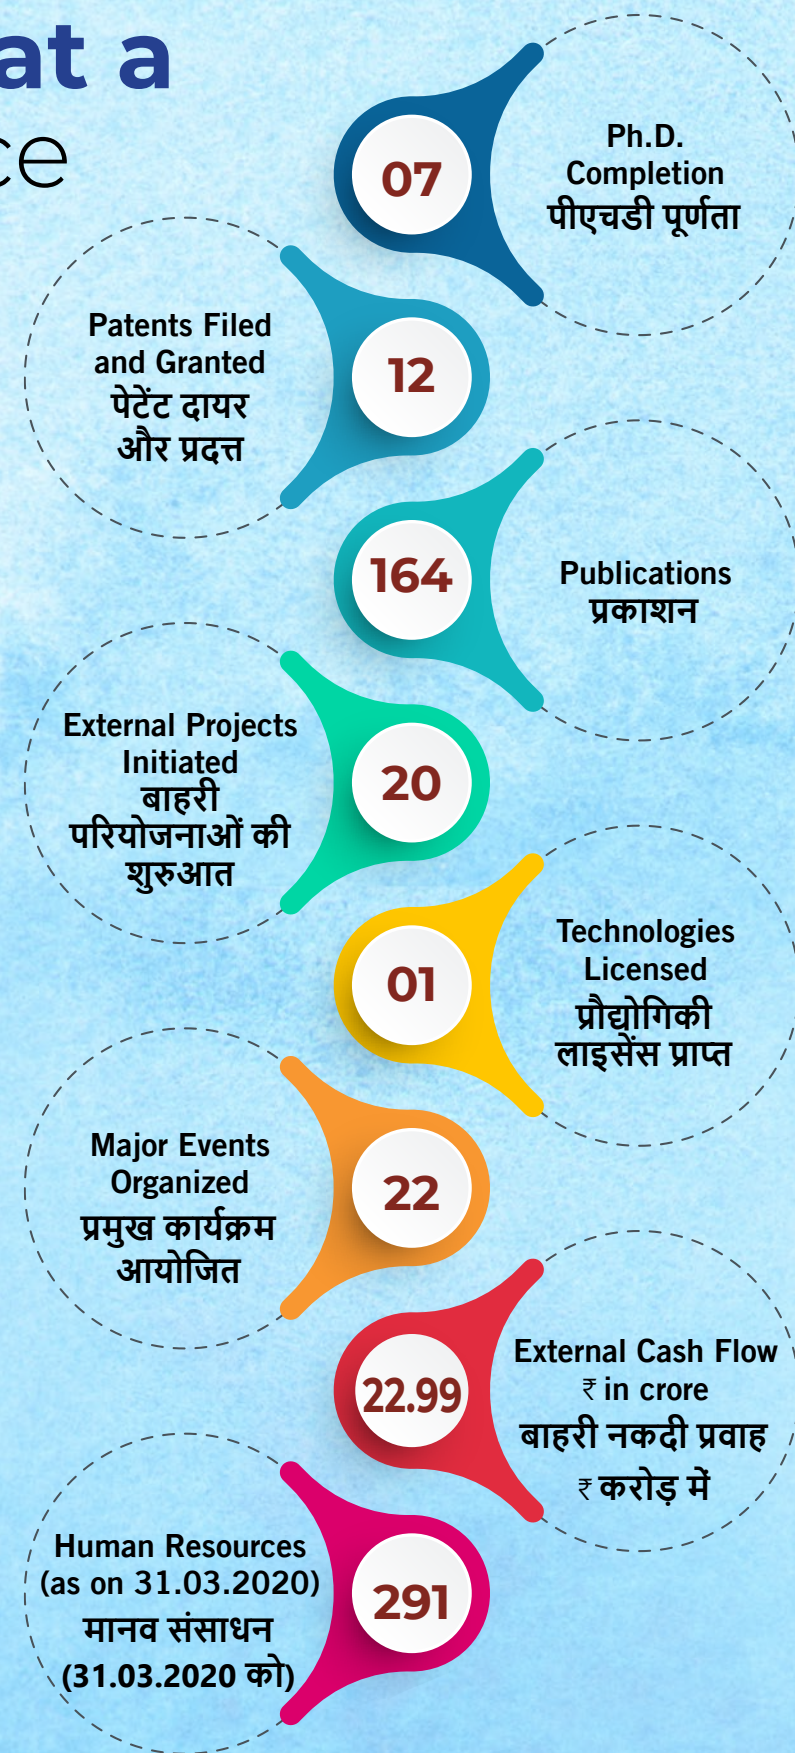 at a
ce
07
Ph.D.
Completion
पीएचडी पूर्णता
Patents Filed
and Granted
पेटेंट दायर
और प्रदत्त
12
164
Publications
प्रकाशन
External Projects
Initiated
बाहरी
परियोजनाओं की
शुरुआत
20
01
Technologies
Licensed
प्रौद्योगिकी
लाइसेंस प्राप्त
Major Events
Organized
प्रमुख कार्यक्रम
आयोजित
22
22.99
External Cash Flow
₹ in crore
बाहरी नकदी प्रवाह
₹ करोड़ में
Human Resources
(as on 31.03.2020)
मानव संसाधन
(31.03.2020 को)
291